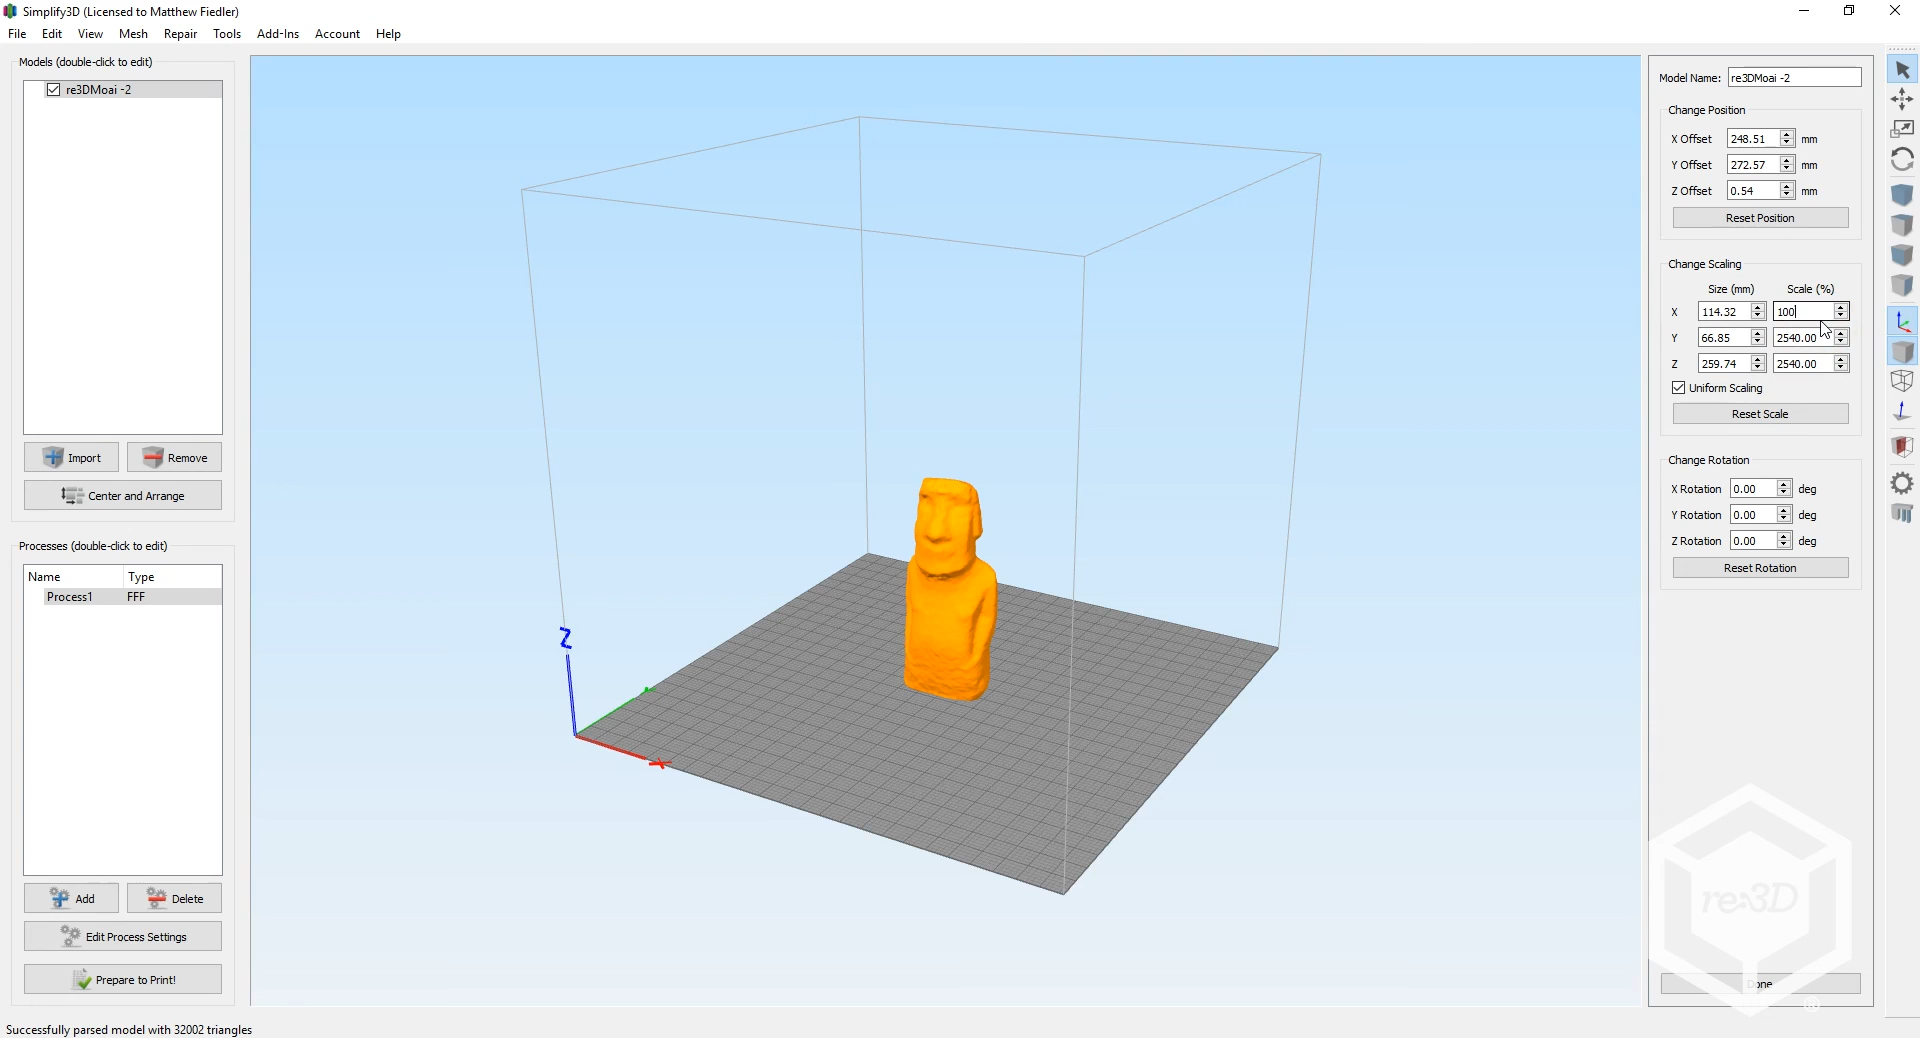 Simplify3D (Licensed to Matthew Fiedler)
File Edit View Mesh Repair Tools Add-Ins Account Help
Models (double-click to edit)
re3DMoai -2
Import Remove
Center and Arrange
Processes (double-click to edit)
Name Type
Process1 FFF
Add Delete
Edit Process Settings
Prepare to Print!
Successfully parsed model with 32002 triangles
Z
X
Model Name: re3DMoai -2
Change Position
X Offset 248.51 mm
Y Offset 272.57 mm
Z Offset 0.54 mm
Reset Position
Change Scaling
Size (mm) Scale (%)
X 114.32 100
Y 66.85 2540.00
Z 259.74 2540.00
Uniform Scaling
Reset Scale
Change Rotation
X Rotation 0.00 deg
Y Rotation 0.00 deg
Z Rotation 0.00 deg
Reset Rotation
re:3D
Done
®